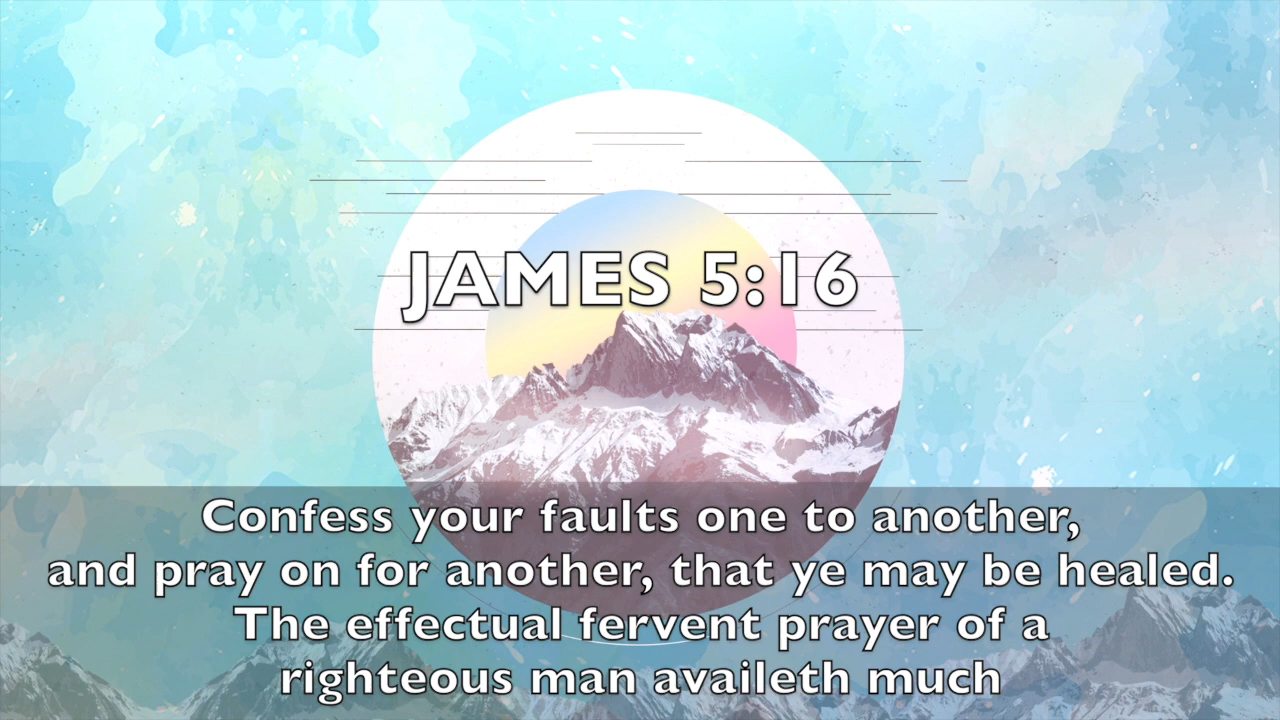 JAMES 5:16
Confess your faults one to another,
and pray on for another, that ye may be healed.
The effectual fervent prayer of a
righteous man availeth much